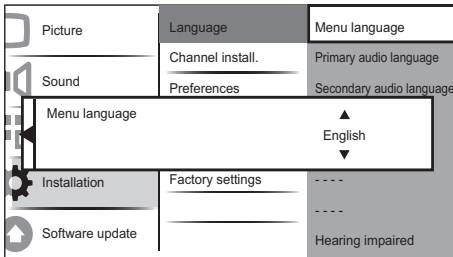 Picture
Language
Menu language
Channel install.
Primary audio language
Sound
Preferences
Secondary audio language
Menu language
English
Installation
Factory settings
- - - -
- - - -
Software update
Hearing impaired